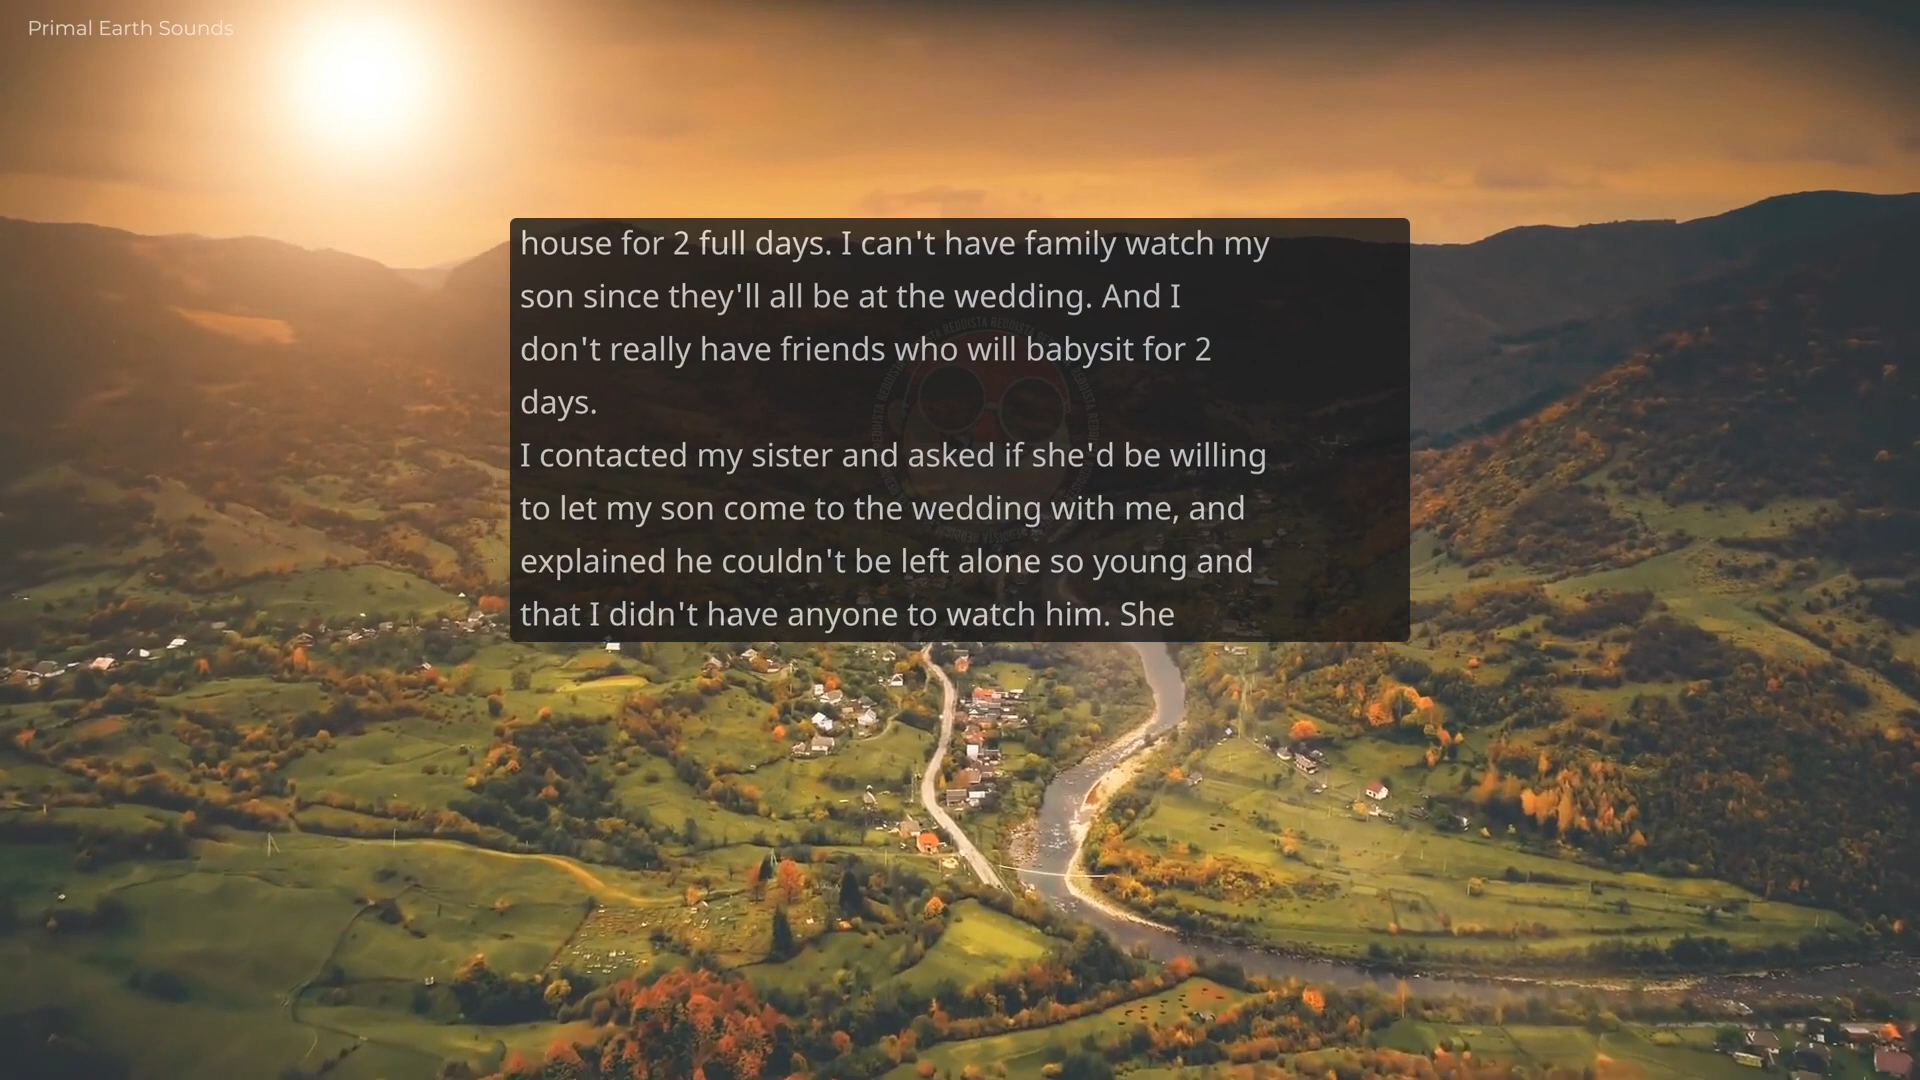 Primal Earth Sounds
house for 2 full days. I can't have family watch my
son since they'll all be at the wedding. And I
don't really have friends who will babysit for 2
days.
I contacted my sister and asked if she'd be willing
to let my son come to the wedding with me, and
explained he couldn't be left alone so young and
that I didn't have anyone to watch him. She
REDDISTA REDDISTA REDDISTA